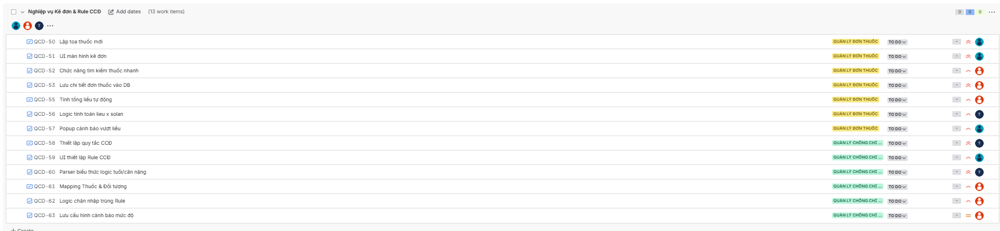 Nghiệp vụ Kê đơn & Rule CCĐ Add dates (13 work items) 0 0 0 ...
T ...
QCD-50 Lập toa thuốc mới QUẢN LÝ ĐƠN THUỐC TO DO -
QCD-51 UI màn hình kê đơn QUẢN LÝ ĐƠN THUỐC TO DO -
QCD-52 Chức năng tìm kiếm thuốc nhanh QUẢN LÝ ĐƠN THUỐC TO DO -
QCD-53 Lưu chi tiết đơn thuốc vào DB QUẢN LÝ ĐƠN THUỐC TO DO -
QCD-55 Tính tổng liều tự động QUẢN LÝ ĐƠN THUỐC TO DO -
QCD-56 Logic tính toán lieu x solan QUẢN LÝ ĐƠN THUỐC TO DO - T
QCD-57 Popup cảnh báo vượt liều QUẢN LÝ ĐƠN THUỐC TO DO -
QCD-58 Thiết lập quy tắc CCĐ QUẢN LÝ CHỐNG CHỈ ... TO DO - T
QCD-59 UI thiết lập Rule CCĐ QUẢN LÝ CHỐNG CHỈ ... TO DO -
QCD-60 Parser biểu thức logic tuổi/cân nặng QUẢN LÝ CHỐNG CHỈ ... TO DO - T
QCD-61 Mapping Thuốc & Đối tượng QUẢN LÝ CHỐNG CHỈ ... TO DO -
QCD-62 Logic chặn nhập trùng Rule QUẢN LÝ CHỐNG CHỈ ... TO DO -
QCD-63 Lưu cấu hình cảnh báo mức độ QUẢN LÝ CHỐNG CHỈ ... TO DO -
+ Create